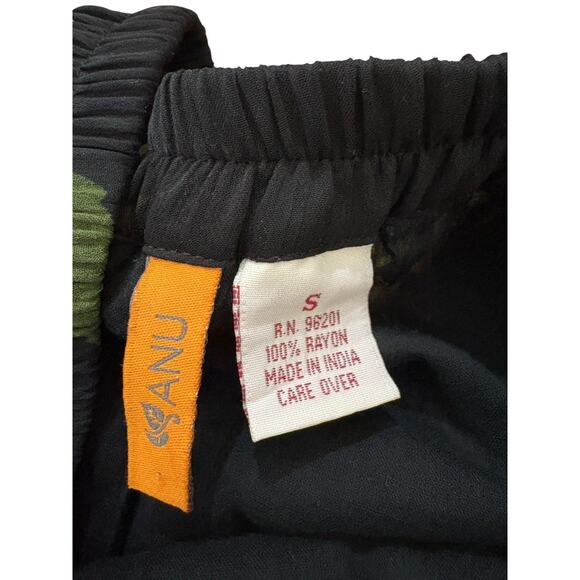 ANU
S
R.N. 96201
100% RAYON
MADE IN INDIA
CARE OVER